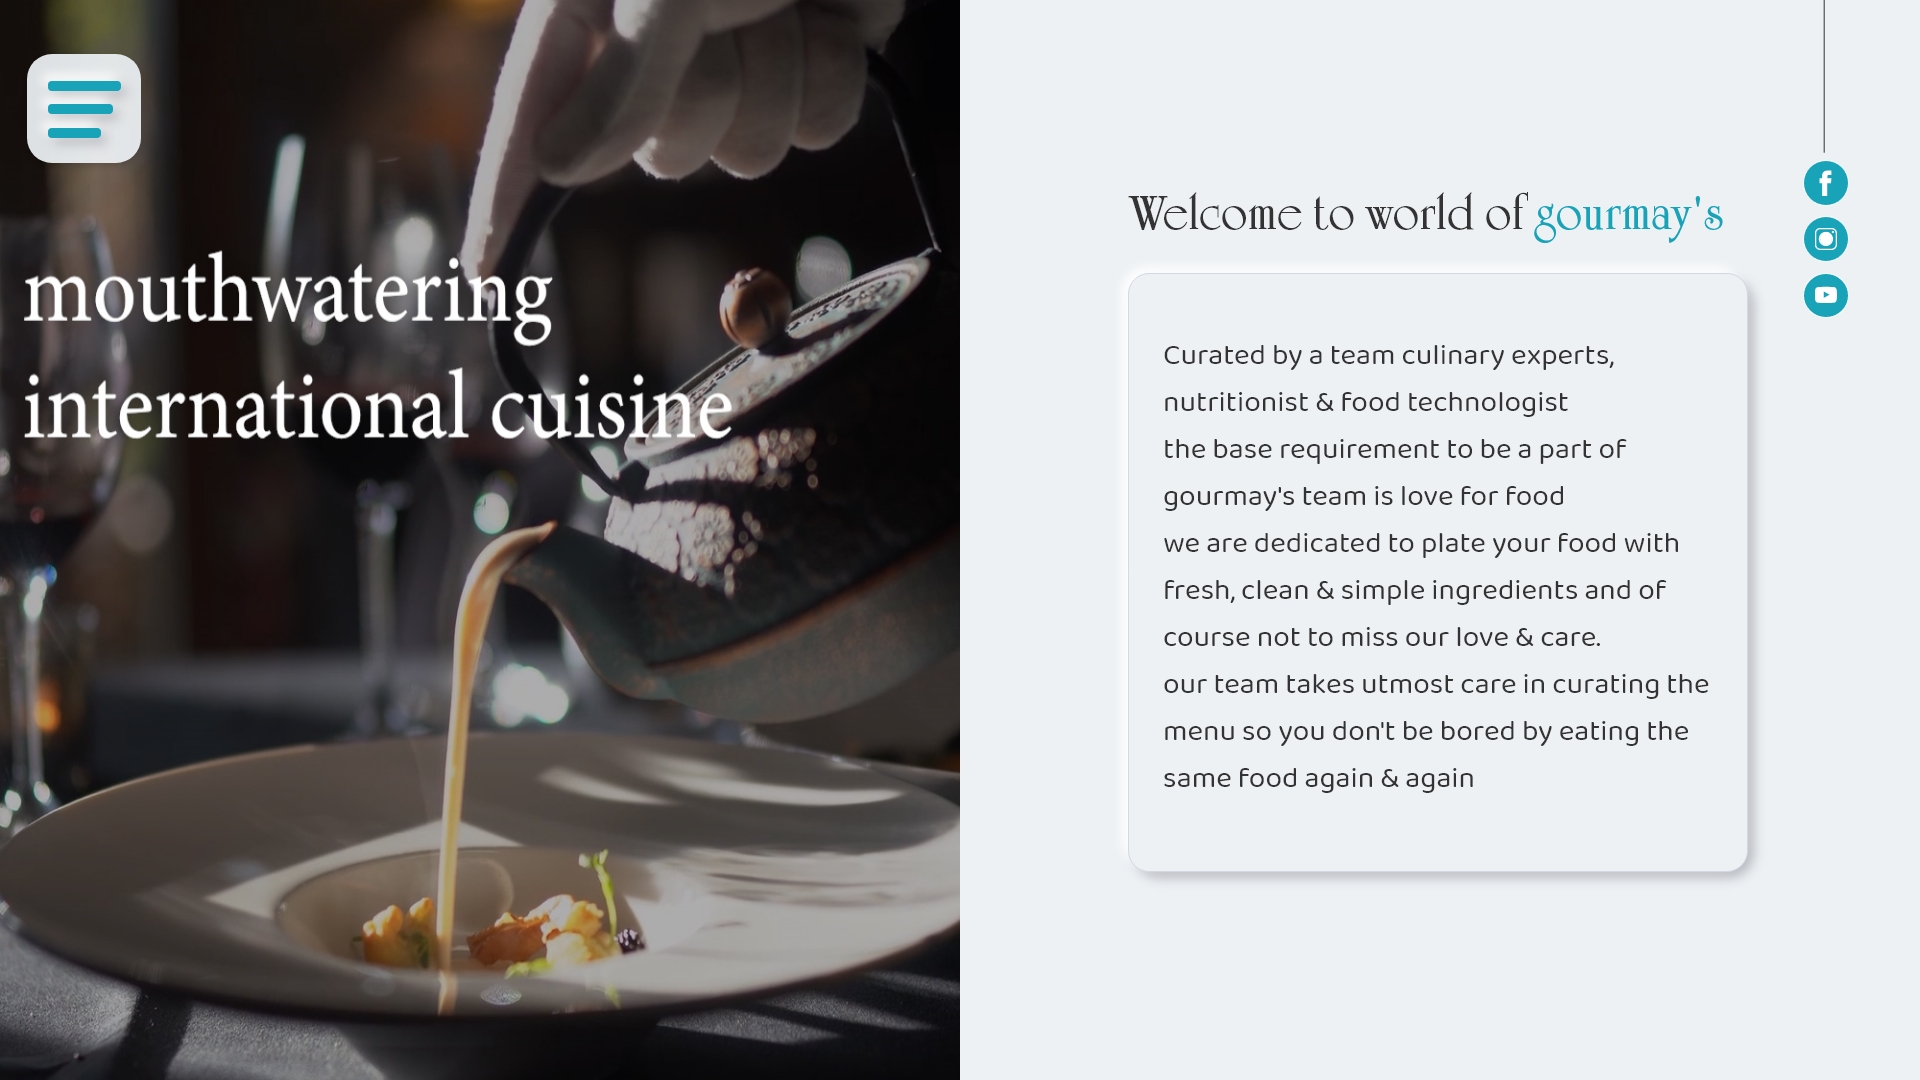 mouthwatering
international cuisine
Welcome to world of gourmay's
Curated by a team culinary experts,
nutritionist & food technologist
the base requirement to be a part of
gourmay's team is love for food
we are dedicated to plate your food with
fresh, clean & simple ingredients and of
course not to miss our love & care.
our team takes utmost care in curating the
menu so you don't be bored by eating the
same food again & again